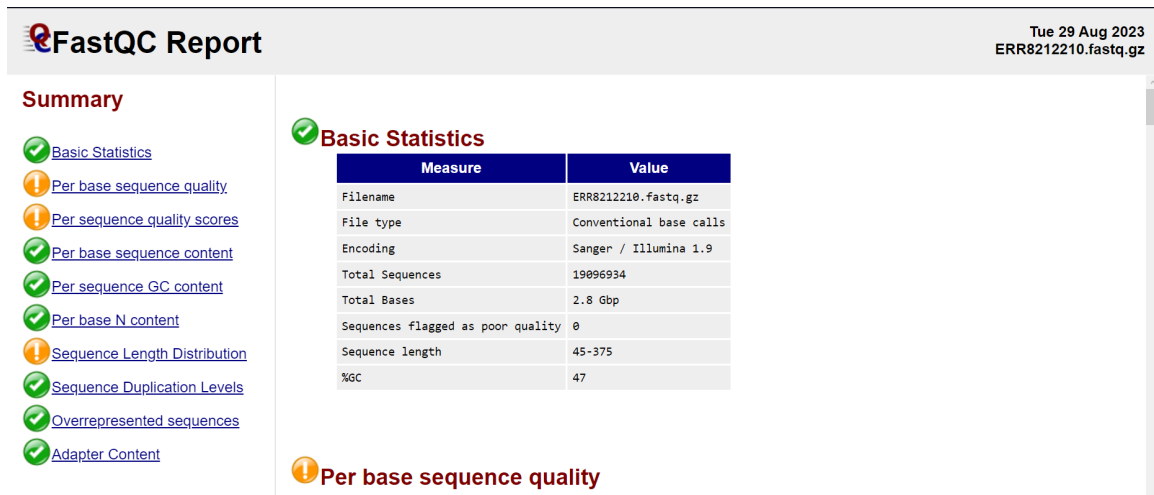 FastQC Report
Tue 29 Aug 2023
ERR8212210.fastq.gz
Summary
Basic Statistics
Per base sequence quality
Per sequence quality scores
Per base sequence content
Per sequence GC content
Per base N content
Sequence Length Distribution
Sequence Duplication Levels
Overrepresented sequences
Adapter Content
Basic Statistics
Measure Value
Filename ERR8212210.fastq.gz
File type Conventional base calls
Encoding Sanger / Illumina 1.9
Total Sequences 19096934
Total Bases 2.8 Gbp
Sequences flagged as poor quality 0
Sequence length 45-375
%GC 47
Per base sequence quality